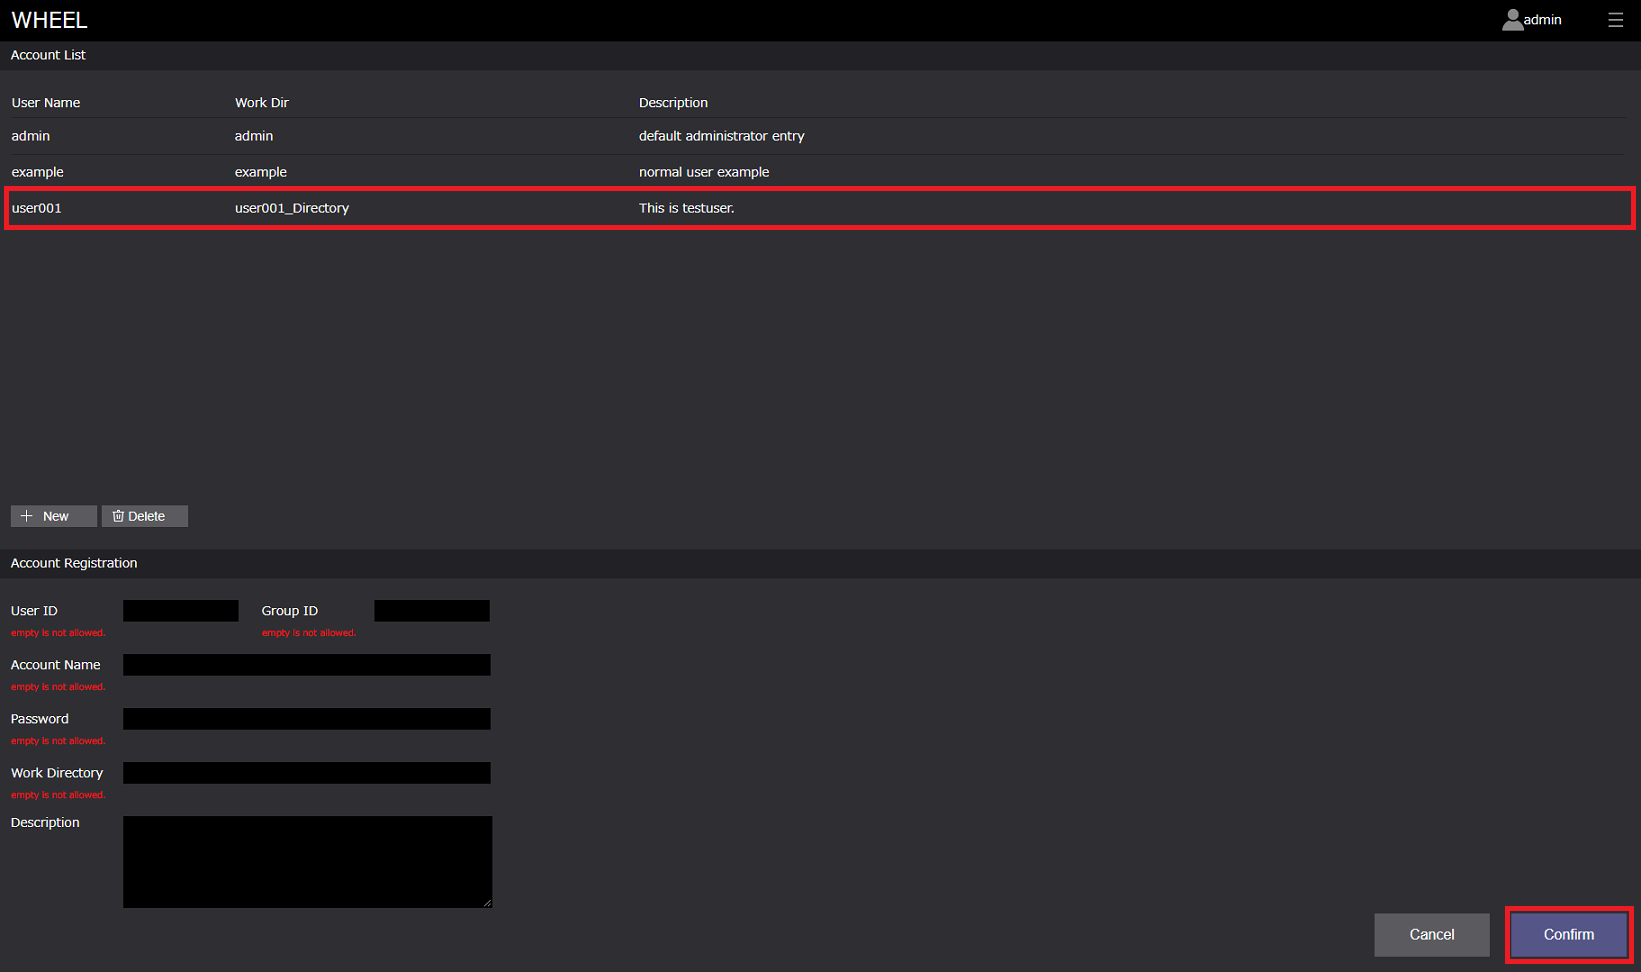 WHEEL
admin
Account List
User Name Work Dir Description
admin admin default administrator entry
example example normal user example
user001 user001_Directory This is testuser.
New Delete
Account Registration
User ID Group ID
empty is not allowed. empty is not allowed.
Account Name
empty is not allowed.
Password
empty is not allowed.
Work Directory
empty is not allowed.
Description
Cancel Confirm